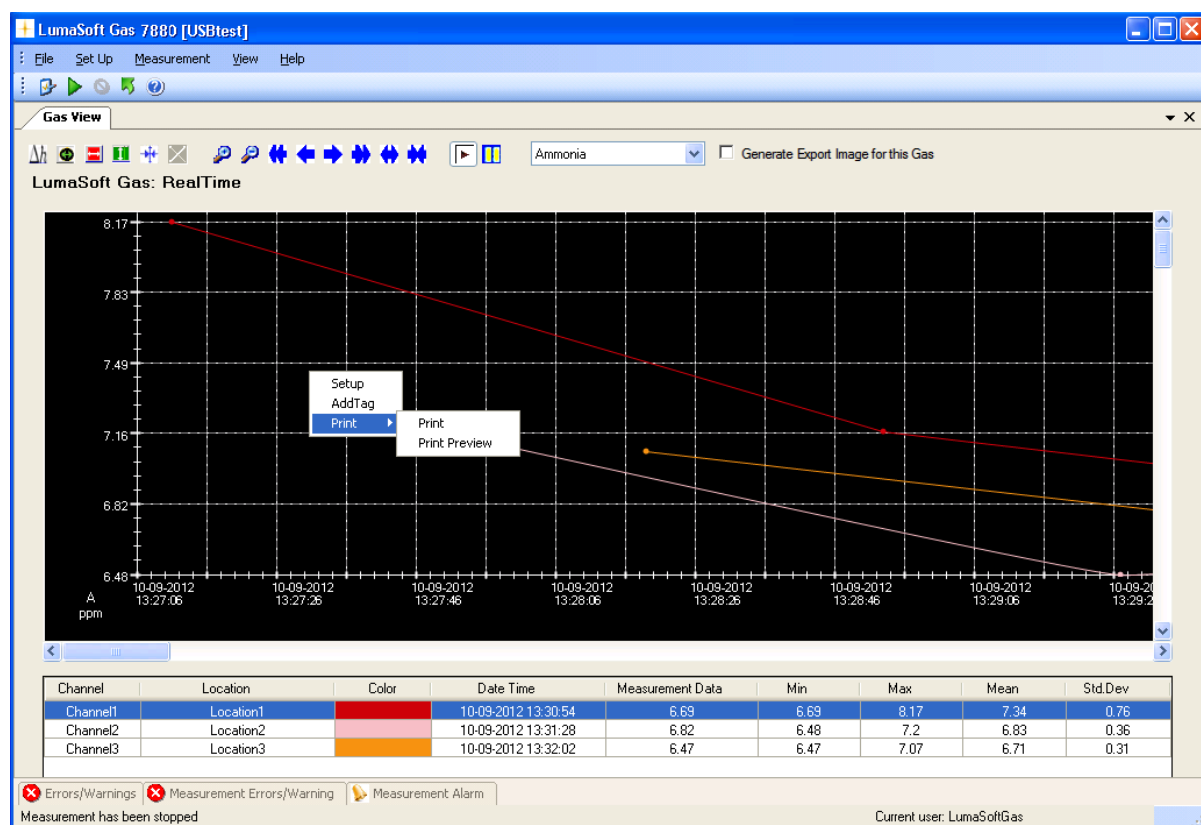 LumaSoft Gas 7880 [USBtest]
File Set Up Measurement View Help
Gas View
Ammonia Generate Export Image for this Gas
LumaSoft Gas: RealTime
8.17
7.83
7.49
Setup
AddTag
Print Print
7.16
Print Preview
6.82
6.48
10-09-2012 10-09-2012 10-09-2012 10-09-2012 10-09-2012 10-09-2012 10-09-2012 10-09-20
A 13:27:06 13:27:26 13:27:46 13:28:06 13:28:26 13:28:46 13:29:06 13:29:2
ppm
Channel Location Color Date Time Measurement Data Min Max Mean Std.Dev
Channel1 Location1 10-09-2012 13:30:54 6.69 6.69 8.17 7.34 0.76
Channel2 Location2 10-09-2012 13:31:28 6.82 6.48 7.2 6.83 0.36
Channel3 Location3 10-09-2012 13:32:02 6.47 6.47 7.07 6.71 0.31
Errors/Warnings Measurement Errors/Warning Measurement Alarm
Measurement has been stopped Current user: LumaSoftGas